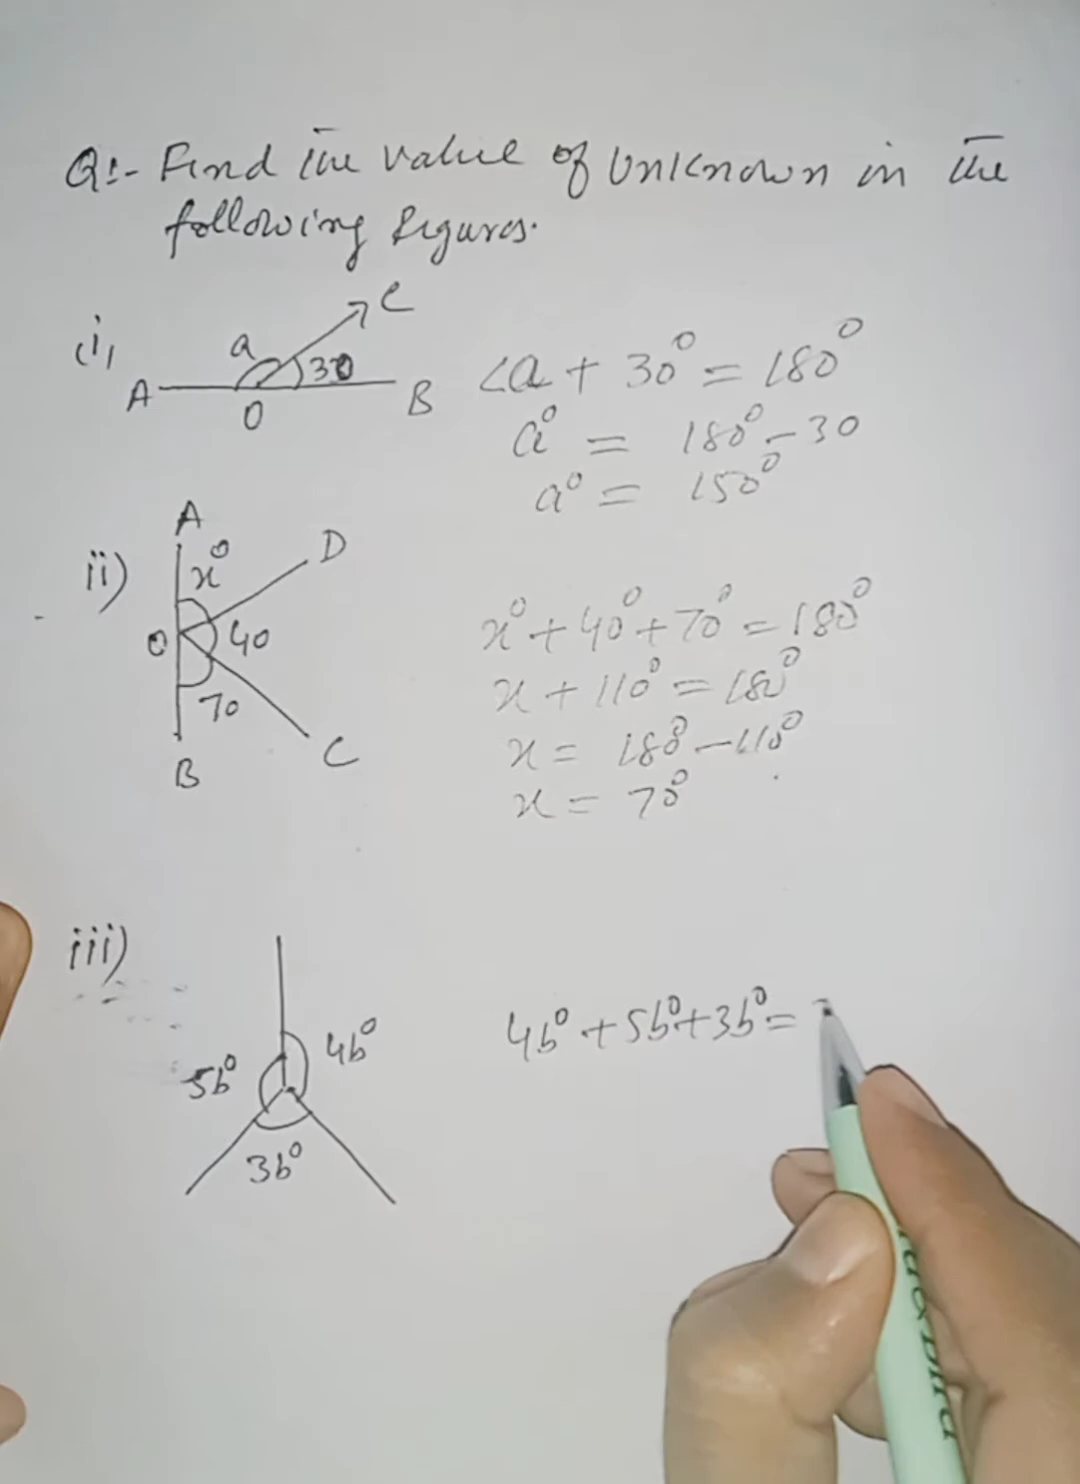 Q:- Find the value of unknown in the
following figures.
(i)
a
C
30
A
O
B
<a + 30° = 180°
a° = 180° - 30
a° = 150°
ii)
A
x°
D
O
40
70
B
C
x° + 40° + 70° = 180°
x + 110° = 180°
x = 180° - 110°
x = 70°
iii)
5b°
4b°
3b°
4b° + 5b° + 3b° =